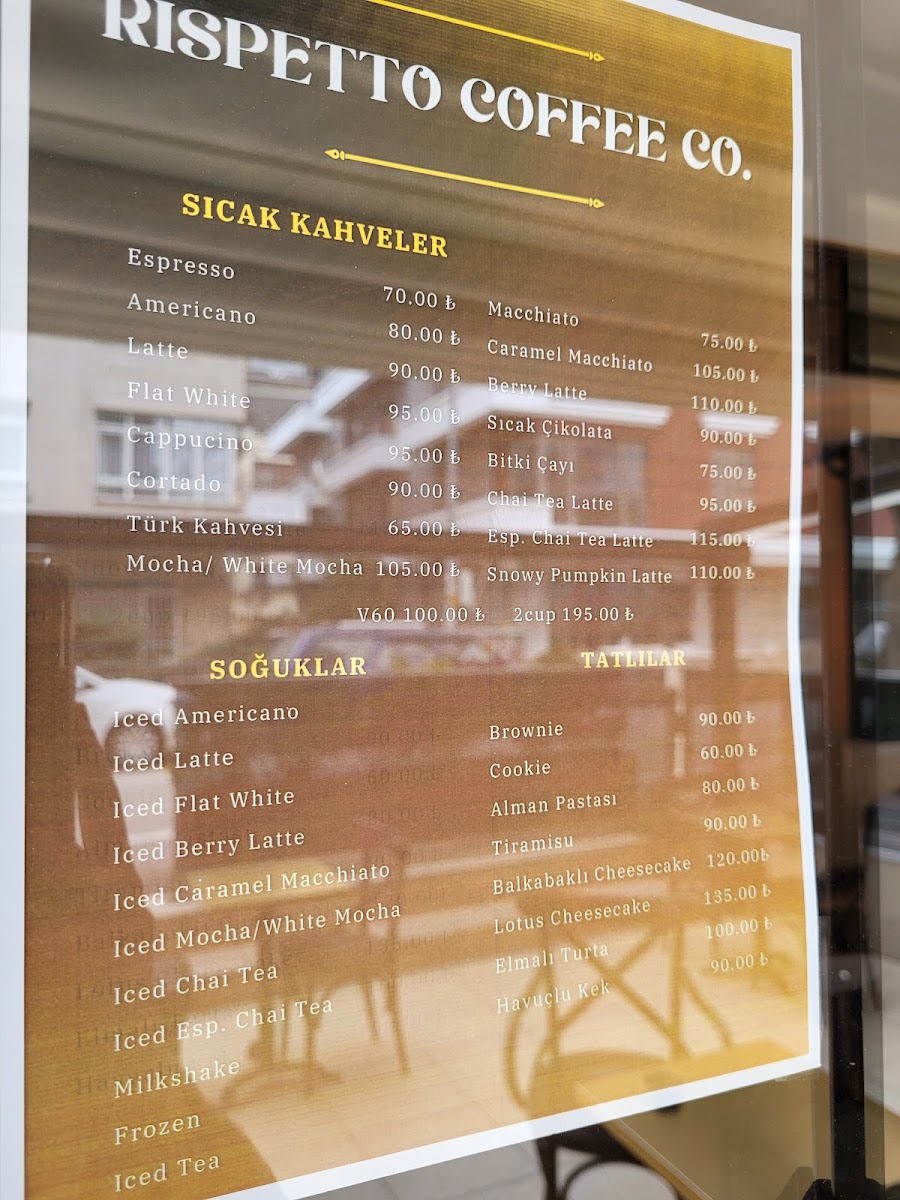 RISPETTO COFFEE CO.
SICAK KAHVELER
Espresso 70.00 ₺
Americano 80.00 ₺
Latte 90.00 ₺
Flat White 95.00 ₺
Cappucino 95.00 ₺
Cortado 90.00 ₺
Türk Kahvesi 65.00 ₺
Mocha/ White Mocha 105.00 ₺
Macchiato 75.00 ₺
Caramel Macchiato 105.00 ₺
Berry Latte 110.00 ₺
Sıcak Çikolata 90.00 ₺
Bitki Çayı 75.00 ₺
Chai Tea Latte 95.00 ₺
Esp. Chai Tea Latte 115.00 ₺
Snowy Pumpkin Latte 110.00 ₺
V60 100.00 ₺ 2cup 195.00 ₺
SOĞUKLAR
Iced Americano
Iced Latte
Iced Flat White
Iced Berry Latte
Iced Caramel Macchiato
Iced Mocha/White Mocha
Iced Chai Tea
Iced Esp. Chai Tea
Milkshake
Frozen
Iced Tea
TATLILAR
Brownie 90.00 ₺
Cookie 60.00 ₺
Alman Pastası 80.00 ₺
Tiramisu 90.00 ₺
Balkabaklı Cheesecake 120.00₺
Lotus Cheesecake 135.00 ₺
Elmalı Turta 100.00 ₺
Havuçlu Kek 90.00 ₺